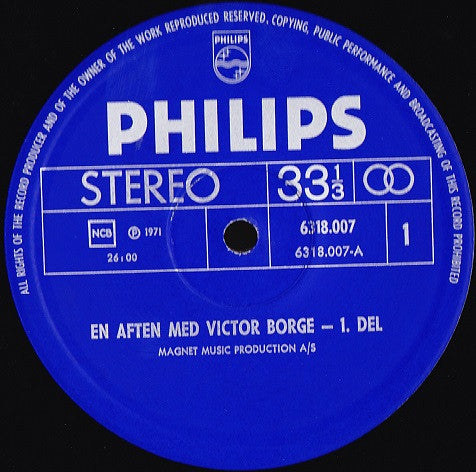 ALL RIGHTS OF THE RECORD PRODUCER AND OF THE OWNER OF THE WORK REPRODUCED RESERVED, COPYING, PUBLIC PERFORMANCE AND BROADCASTING OF THIS RECORD PROHIBITED
PHILIPS
PHILIPS
STEREO 33⅓
NCB ℗ 1971 6318.007 1
26:00 6318.007-A
EN AFTEN MED VICTOR BORGE – 1. DEL
MAGNET MUSIC PRODUCTION A/S